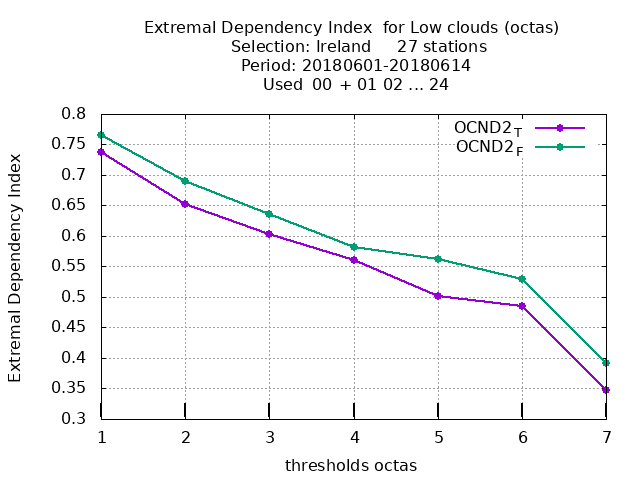 Extremal Dependency Index  for Low clouds (octas)
Selection: Ireland     27 stations
Period: 20180601-20180614
Used  00 + 01 02 ... 24
OCND2T
OCND2F
0.8
0.75
0.7
0.65
0.6
0.55
0.5
0.45
0.4
0.35
0.3
Extremal Dependency Index
1 2 3 4 5 6 7
thresholds octas